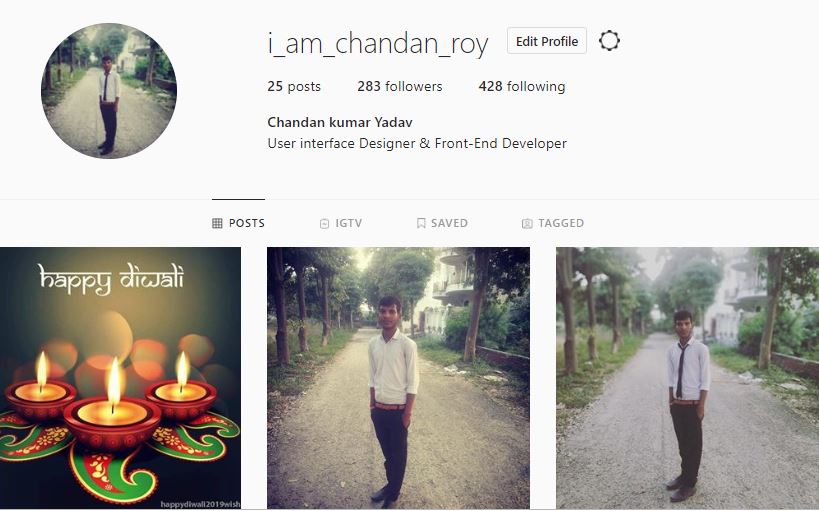 i_am_chandan_roy Edit Profile
25 posts 283 followers 428 following
Chandan kumar Yadav
User interface Designer & Front-End Developer
POSTS IGTV SAVED TAGGED
happy diwali
happydiwali2019wish